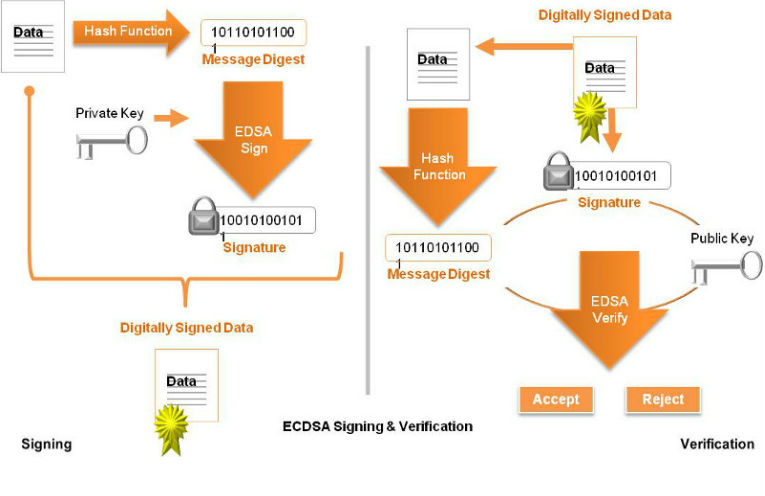 Data
Hash Function
10110101100
1
Message Digest
Private Key
EDSA
Sign
10010100101
1
Signature
Digitally Signed Data
Data
Signing
Digitally Signed Data
Data
Data
Hash
Function
10010100101
Signature
10110101100
1
Message Digest
Public Key
EDSA
Verify
Accept
Reject
ECDSA Signing & Verification
Verification